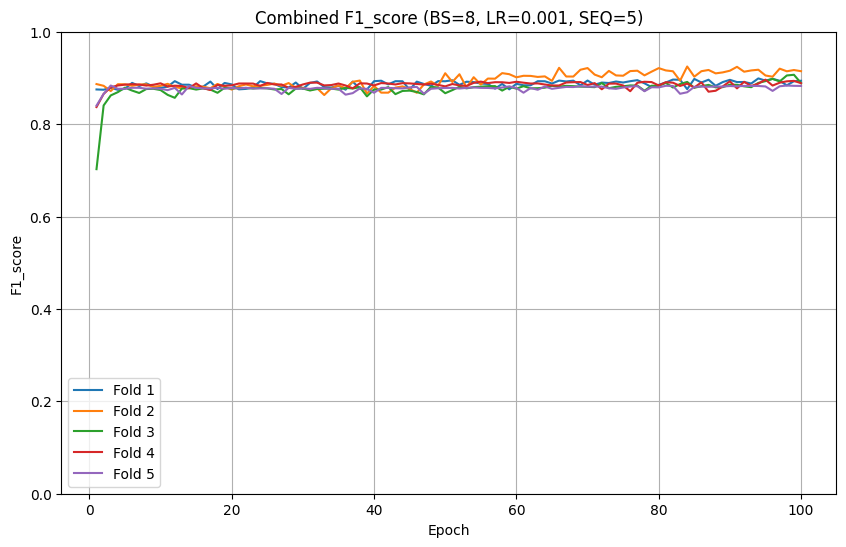 Combined F1_score (BS=8, LR=0.001, SEQ=5)
1.0
0.8
0.6
0.4
0.2
0.0
F1_score
Fold 1
Fold 2
Fold 3
Fold 4
Fold 5
0 20 40 60 80 100
Epoch